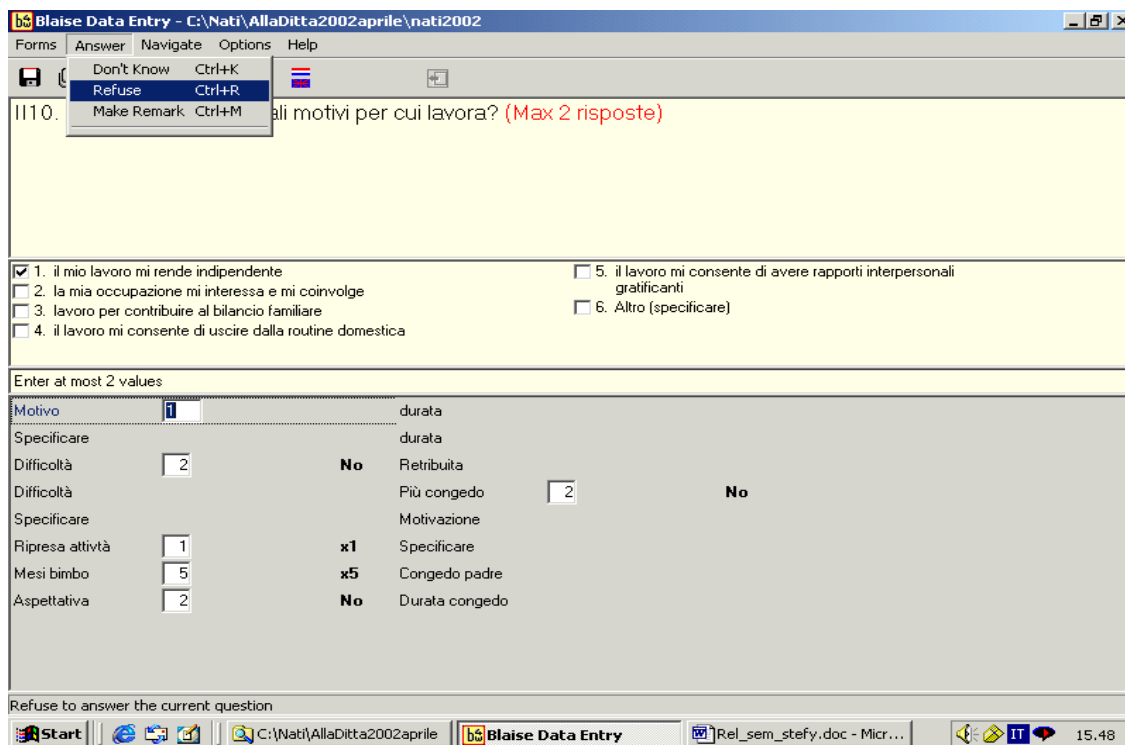 Blaise Data Entry - C:\Nati\AllaDitta2002aprile\nati2002
Forms Answer Navigate Options Help
Don't Know Ctrl+K
Refuse Ctrl+R
Make Remark Ctrl+M
II10. ali motivi per cui lavora? (Max 2 risposte)
1. il mio lavoro mi rende indipendente
2. la mia occupazione mi interessa e mi coinvolge
3. lavoro per contribuire al bilancio familiare
4. il lavoro mi consente di uscire dalla routine domestica
5. il lavoro mi consente di avere rapporti interpersonali
gratificanti
6. Altro (specificare)
Enter at most 2 values
Motivo 1 durata
Specificare durata
Difficoltà 2 No Retribuita
Difficoltà Più congedo 2 No
Specificare Motivazione
Ripresa attivtà 1 x1 Specificare
Mesi bimbo 5 x5 Congedo padre
Aspettativa 2 No Durata congedo
Refuse to answer the current question
Start C:\Nati\AllaDitta2002aprile Blaise Data Entry Rel_sem_stefy.doc - Micr... IT 15.48